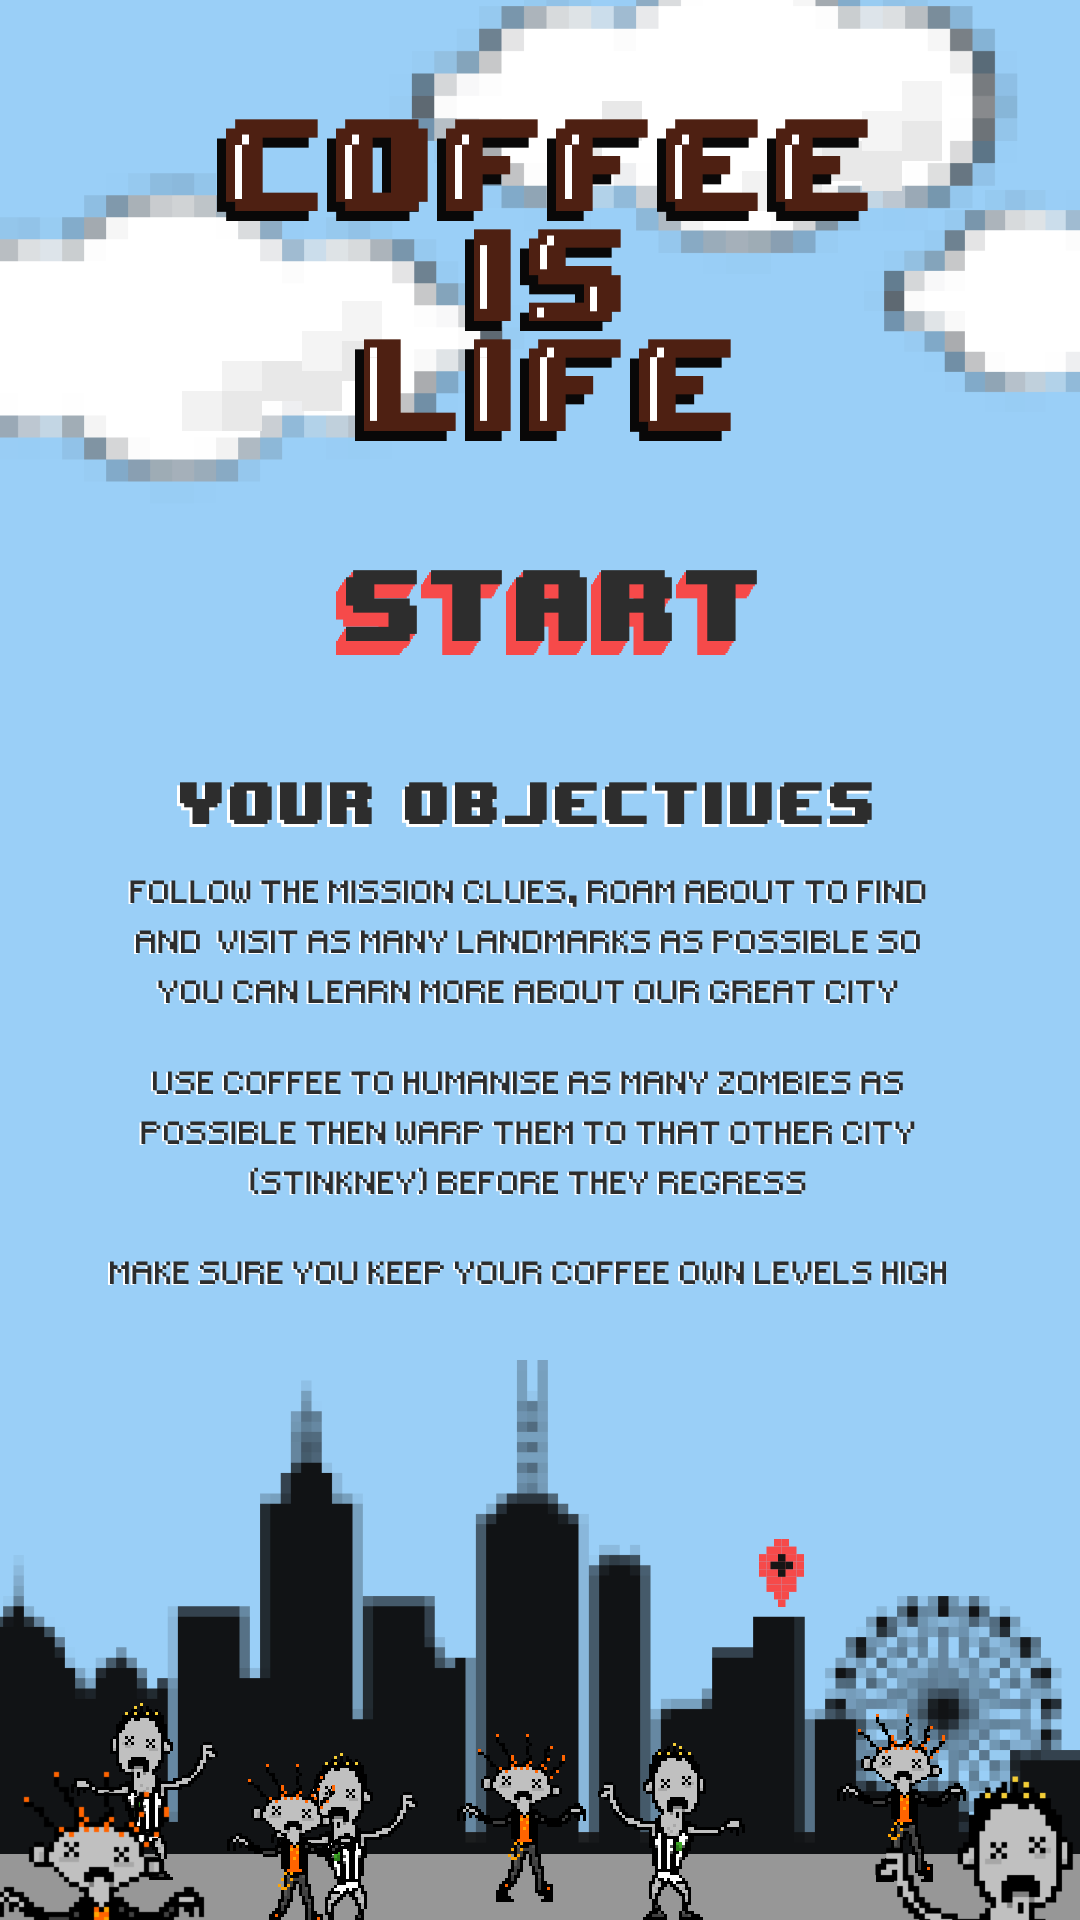 COFFEE
IS
LIFE
START
YOUR OBJECTIVES
FOLLOW THE MISSION CLUES, ROAM ABOUT TO FIND
AND VISIT AS MANY LANDMARKS AS POSSIBLE SO
YOU CAN LEARN MORE ABOUT OUR GREAT CITY
USE COFFEE TO HUMANISE AS MANY ZOMBIES AS
POSSIBLE THEN WARP THEM TO THAT OTHER CITY
(STINKNEY) BEFORE THEY REGRESS
MAKE SURE YOU KEEP YOUR COFFEE OWN LEVELS HIGH